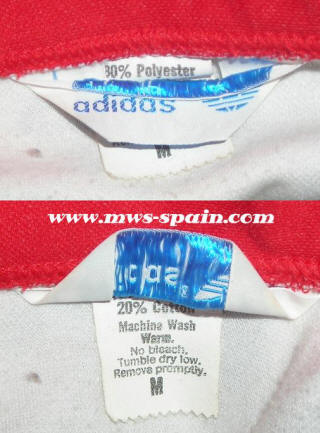 80% Polyester
adidas
M
www.mws-spain.com
adidas
20% Cotton
Machine Wash
Warm.
No bleach.
Tumble dry low.
Remove promptly.
M